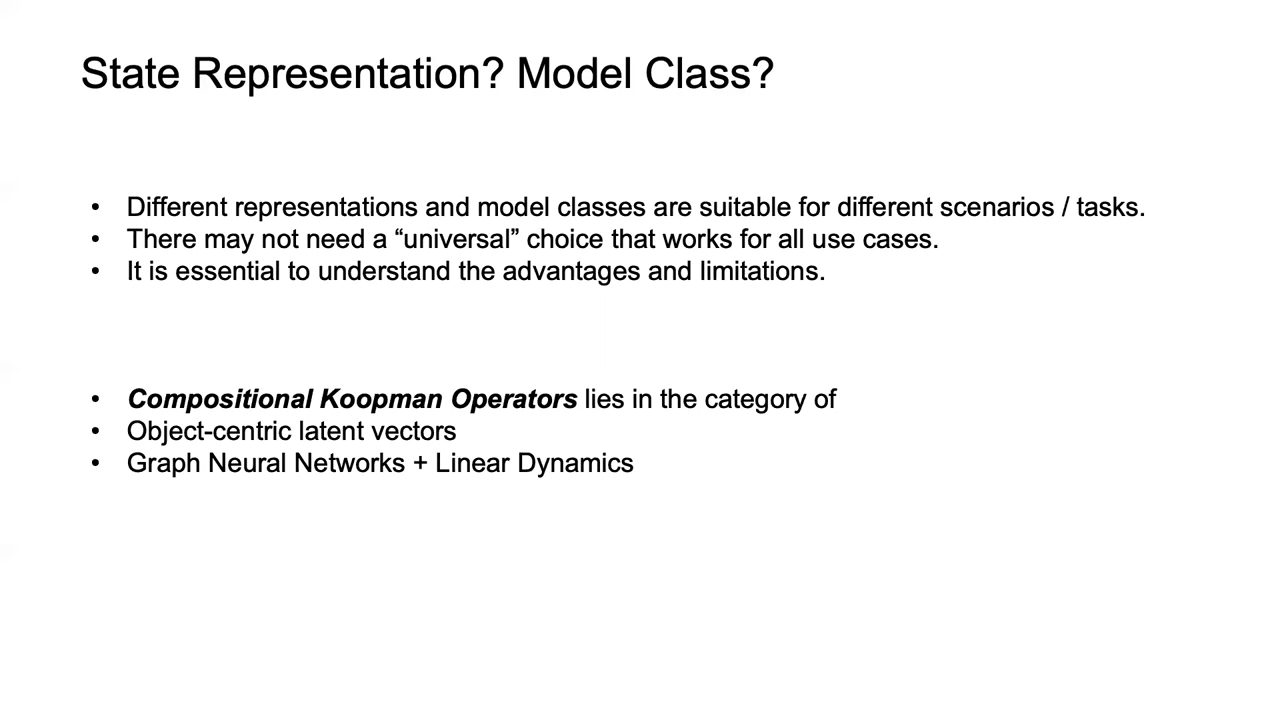 State Representation? Model Class?
• Different representations and model classes are suitable for different scenarios / tasks.
• There may not need a “universal” choice that works for all use cases.
• It is essential to understand the advantages and limitations.
• Compositional Koopman Operators lies in the category of
• Object-centric latent vectors
• Graph Neural Networks + Linear Dynamics